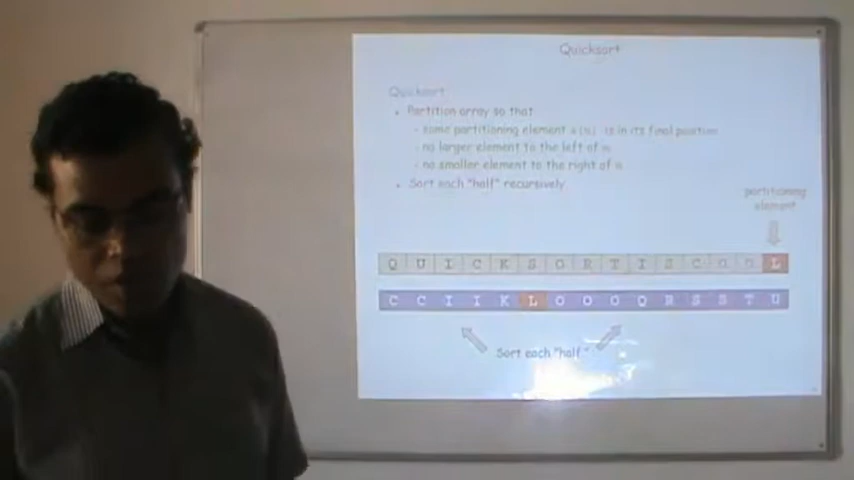 Quicksort
Quicksort
• Partition array so that
- some partitioning element a[m] is in its final position
- no larger element to the left of m
- no smaller element to the right of m
• Sort each "half" recursively
partitioning
element
Q U I C K S O R T I S C O O L
C C I I K L O O O Q R S S T U
Sort each "half."